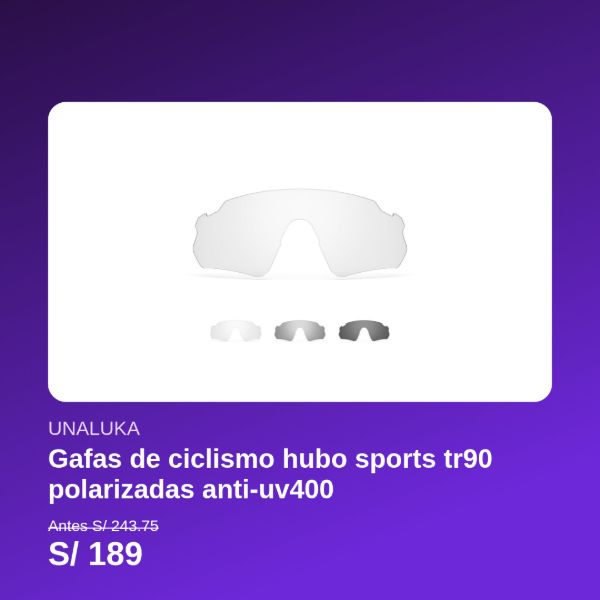 UNALUKA
Gafas de ciclismo hubo sports tr90
polarizadas anti-uv400
Antes S/ 243.75
S/ 189